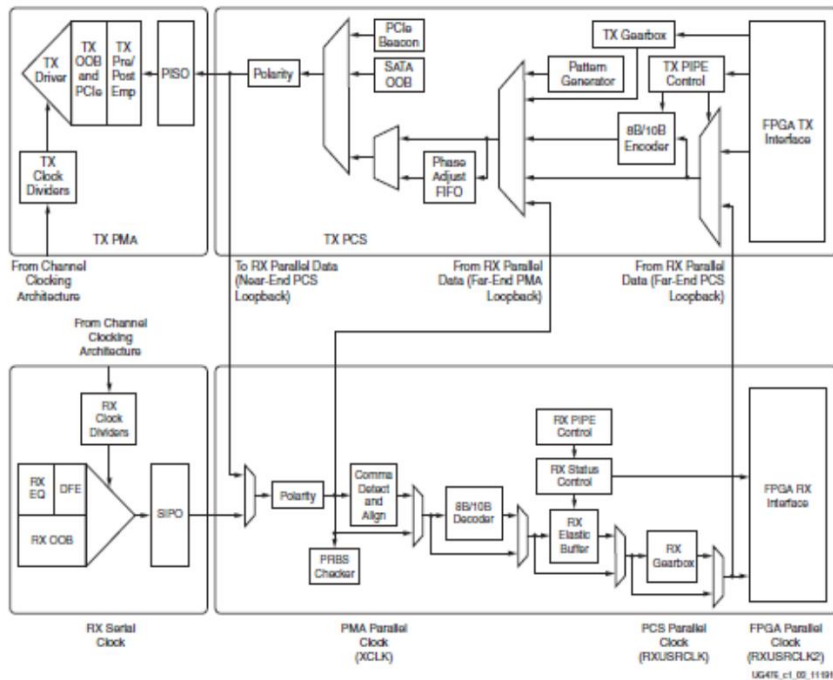 TX
Driver
TX
OOB
and
PCIe
TX
Pre/
Post
Emp
PISO
TX
Clock
Dividers
TX PMA
Polarity
PCIe
Beacon
SATA
OOB
Phase
Adjust
FIFO
Pattern
Generator
TX Gearbox
TX PIPE
Control
8B/10B
Encoder
FPGA TX
Interface
TX PCS
From Channel
Clocking
Architecture
To RX Parallel Data
(Near-End PCS
Loopback)
From RX Parallel
Data (Far-End PMA
Loopback)
From RX Parallel
Data (Far-End PCS
Loopback)
From Channel
Clocking
Architecture
RX
Clock
Dividers
RX
EQ
DFE
RX OOB
SIPO
Polarity
Comma
Detect
and
Align
PRBS
Checker
8B/10B
Decoder
RX PIPE
Control
RX Status
Control
RX
Elastic
Buffer
RX
Gearbox
FPGA RX
Interface
RX Serial
Clock
PMA Parallel
Clock
(XCLK)
PCS Parallel
Clock
(RXUSRCLK)
FPGA Parallel
Clock
(RXUSRCLK2)